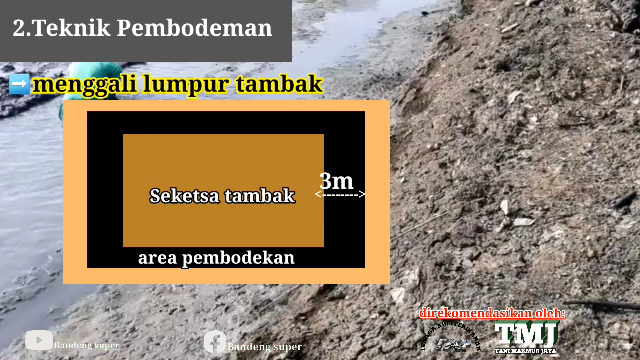 2.Teknik Pembodeman
menggali lumpur tambak
3m
<-------->
Seketsa tambak
area pembodekan
direkomendasikan oleh:
TMJ
TANI MAKMUR JAYA
Bandeng super
Bandeng super